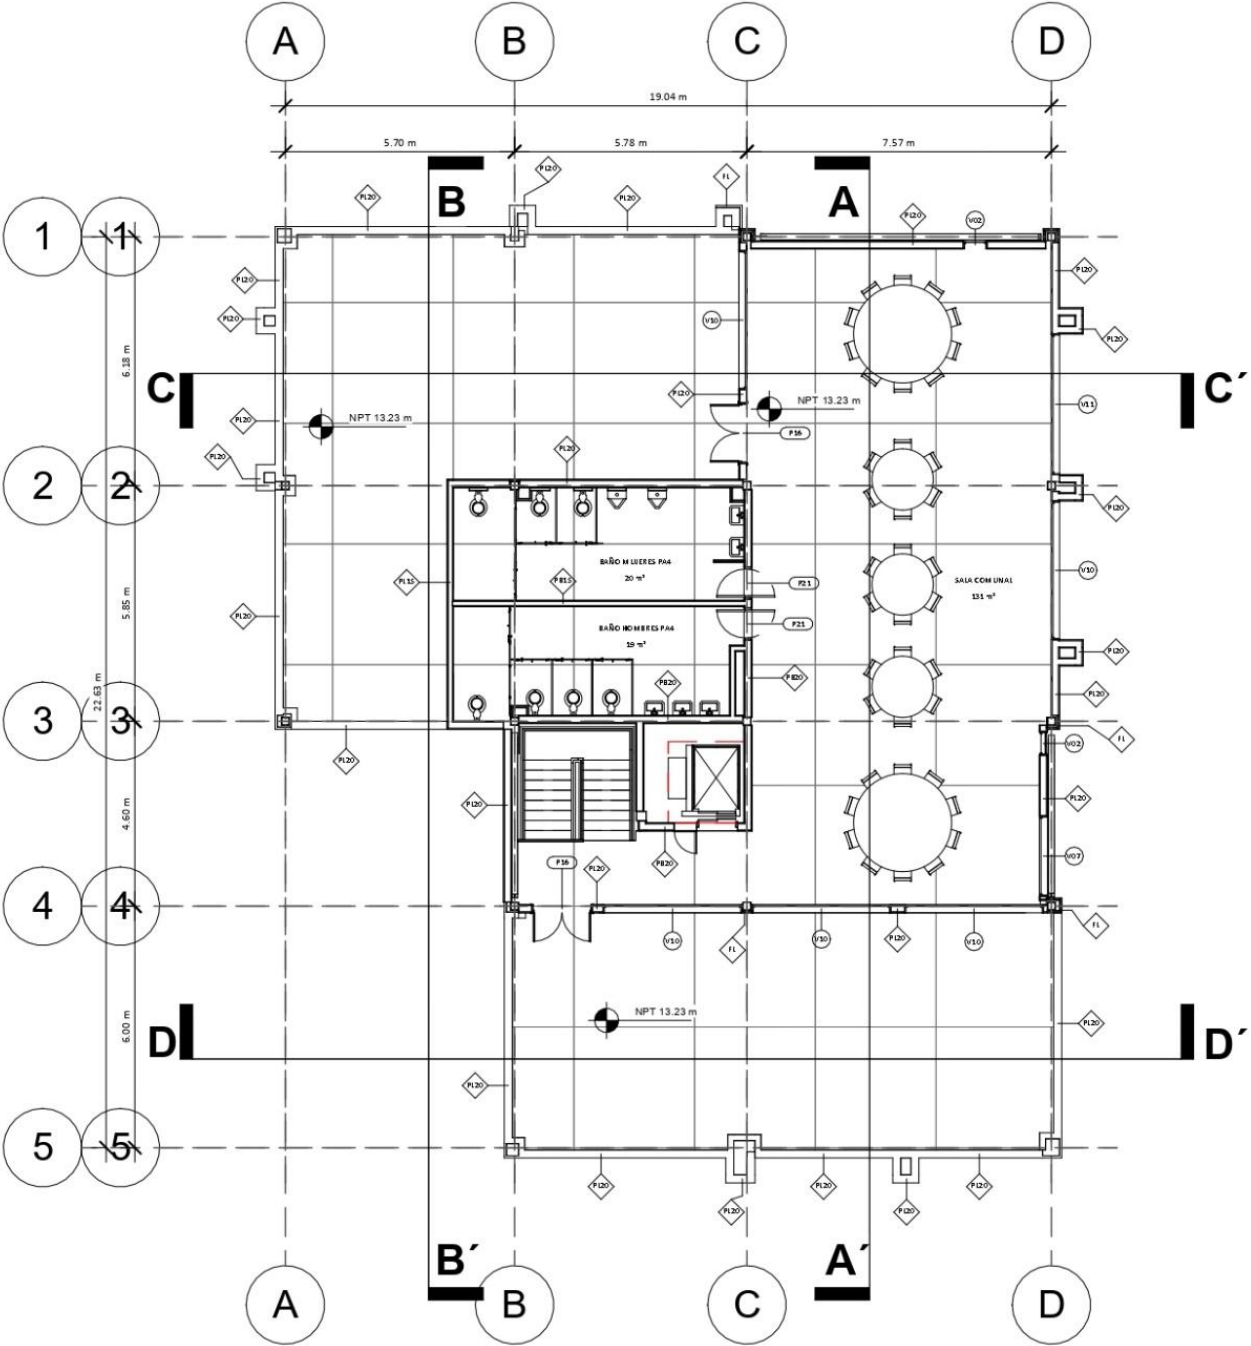 A B C D
19.04 m
5.70 m 5.78 m 7.57 m
PL20
FL
B A
PL20 PL20
PL20 V02
1 1
PL20 PL20
PL20 V10 PL20
6.18 m
C C´
PL20 V11
NPT 13.23 m
NPT 13.23 m
PL20 P16
PL20 PL20
2 2
PL20
BAÑO MUJERES PA4
20 m²
PL15 PB15 P21 V10
SALA COMUNAL
131 m²
5.85 m
PL20 P21
BAÑO HOMBRES PA4
19 m²
PL20
PB20 PB20 PL20
22.63 m
3 3
FL
V02
PL20
PL20 PL20
4.60 m
P16 PL20 PB20 V07
4 4
V10 FL V10 PL20 V10 FL
NPT 13.23 m
6.00 m
D D´
PL20
PL20
5 5
PL20 PL20 PL20
PL20 PL20
B´ A´
A B C D